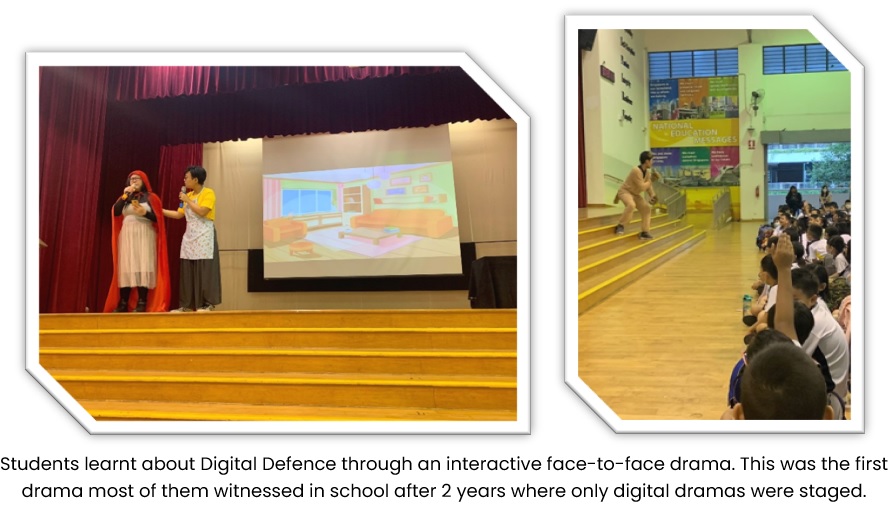 NATIONAL
EDUCATION
MESSAGES
Students learnt about Digital Defence through an interactive face-to-face drama. This was the first
drama most of them witnessed in school after 2 years where only digital dramas were staged.